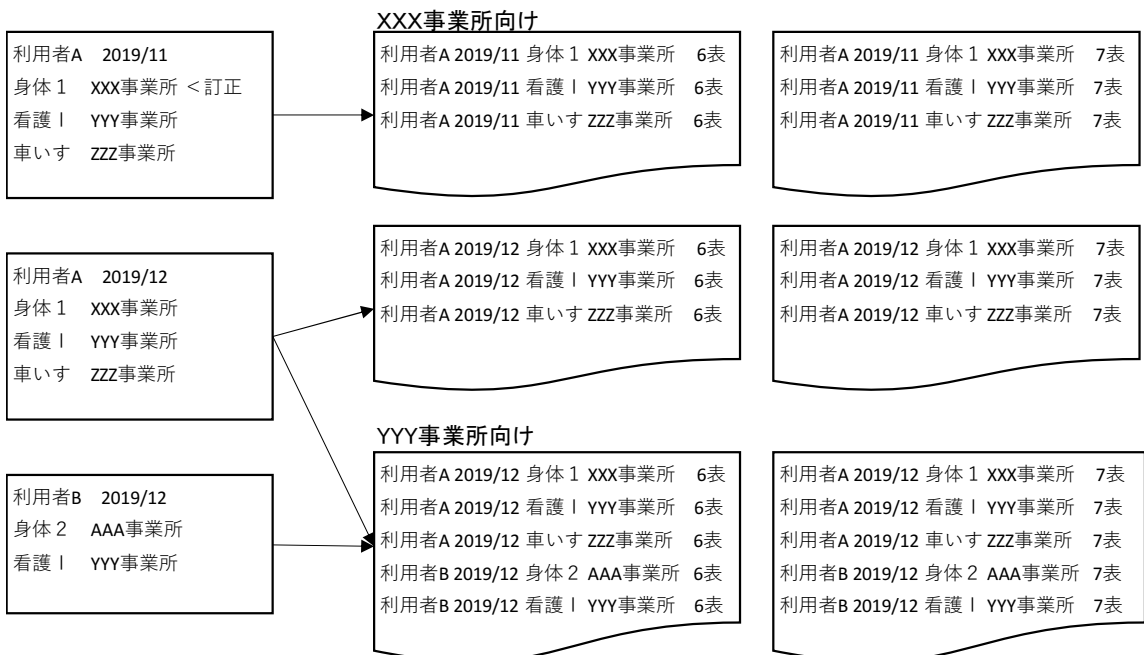 XXX事業所向け
利用者A 2019/11
身体1 XXX事業所 <訂正
看護Ⅰ YYY事業所
車いす ZZZ事業所
利用者A 2019/11 身体1 XXX事業所 6表
利用者A 2019/11 看護Ⅰ YYY事業所 6表
利用者A 2019/11 車いす ZZZ事業所 6表
利用者A 2019/11 身体1 XXX事業所 7表
利用者A 2019/11 看護Ⅰ YYY事業所 7表
利用者A 2019/11 車いす ZZZ事業所 7表
利用者A 2019/12
身体1 XXX事業所
看護Ⅰ YYY事業所
車いす ZZZ事業所
利用者A 2019/12 身体1 XXX事業所 6表
利用者A 2019/12 看護Ⅰ YYY事業所 6表
利用者A 2019/12 車いす ZZZ事業所 6表
利用者A 2019/12 身体1 XXX事業所 7表
利用者A 2019/12 看護Ⅰ YYY事業所 7表
利用者A 2019/12 車いす ZZZ事業所 7表
YYY事業所向け
利用者B 2019/12
身体2 AAA事業所
看護Ⅰ YYY事業所
利用者A 2019/12 身体1 XXX事業所 6表
利用者A 2019/12 看護Ⅰ YYY事業所 6表
利用者A 2019/12 車いす ZZZ事業所 6表
利用者B 2019/12 身体2 AAA事業所 6表
利用者B 2019/12 看護Ⅰ YYY事業所 6表
利用者A 2019/12 身体1 XXX事業所 7表
利用者A 2019/12 看護Ⅰ YYY事業所 7表
利用者A 2019/12 車いす ZZZ事業所 7表
利用者B 2019/12 身体2 AAA事業所 7表
利用者B 2019/12 看護Ⅰ YYY事業所 7表